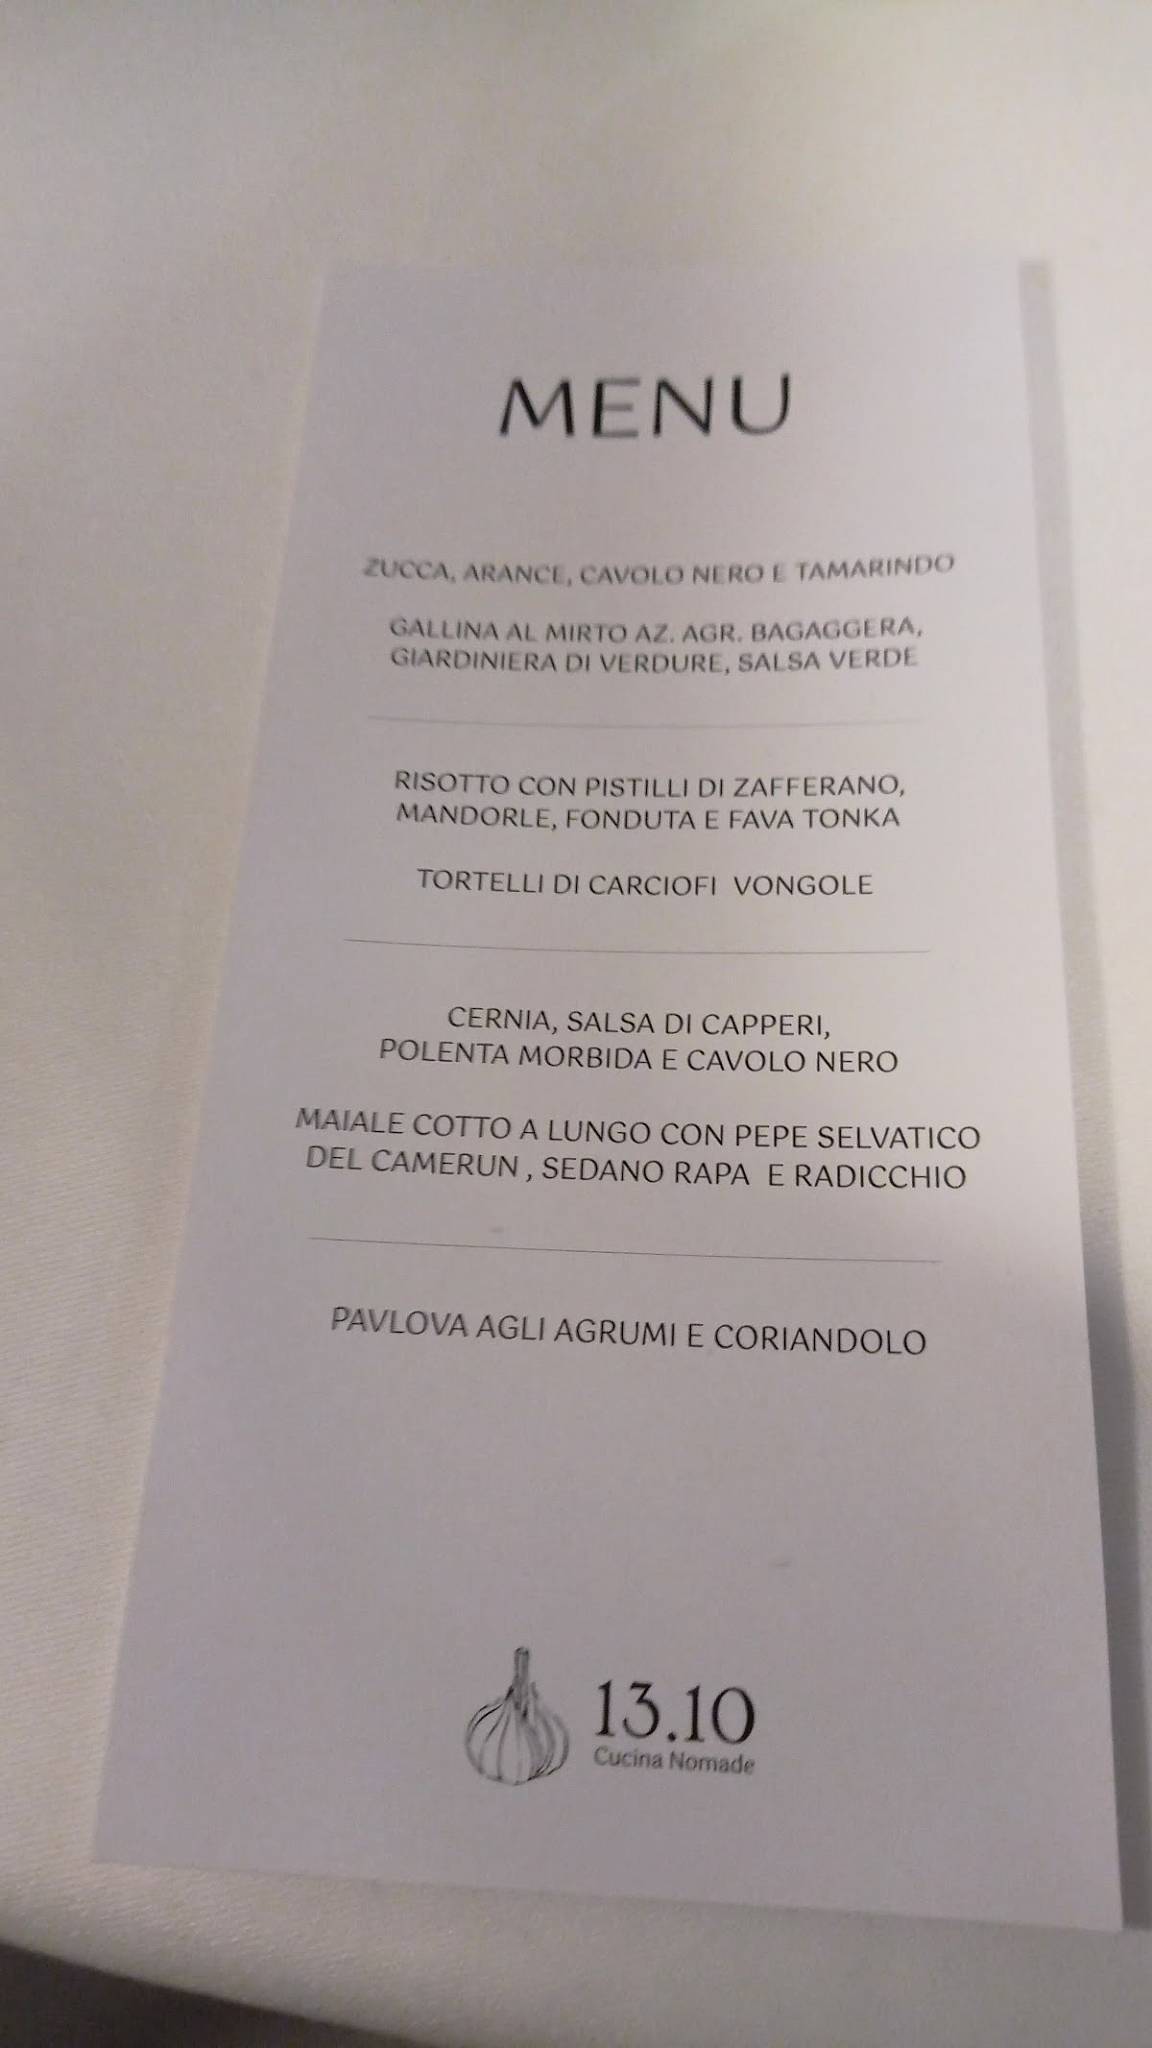 MENU
ZUCCA, ARANCE, CAVOLO NERO E TAMARINDO
GALLINA AL MIRTO AZ. AGR. BAGAGGERA,
GIARDINIERA DI VERDURE, SALSA VERDE
RISOTTO CON PISTILLI DI ZAFFERANO,
MANDORLE, FONDUTA E FAVA TONKA
TORTELLI DI CARCIOFI VONGOLE
CERNIA, SALSA DI CAPPERI,
POLENTA MORBIDA E CAVOLO NERO
MAIALE COTTO A LUNGO CON PEPE SELVATICO
DEL CAMERUN , SEDANO RAPA E RADICCHIO
PAVLOVA AGLI AGRUMI E CORIANDOLO
13.10
Cucina Nomade